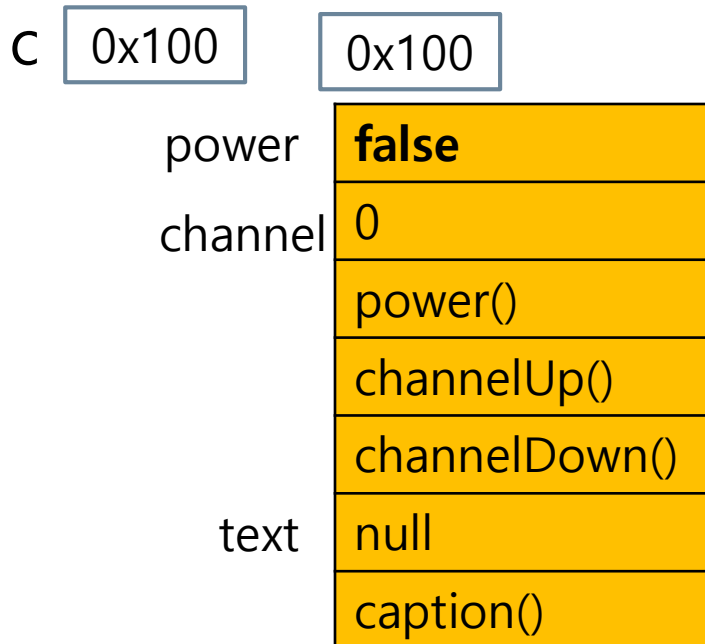 c 0x100 0x100
power false
channel 0
power()
channelUp()
channelDown()
text null
caption()